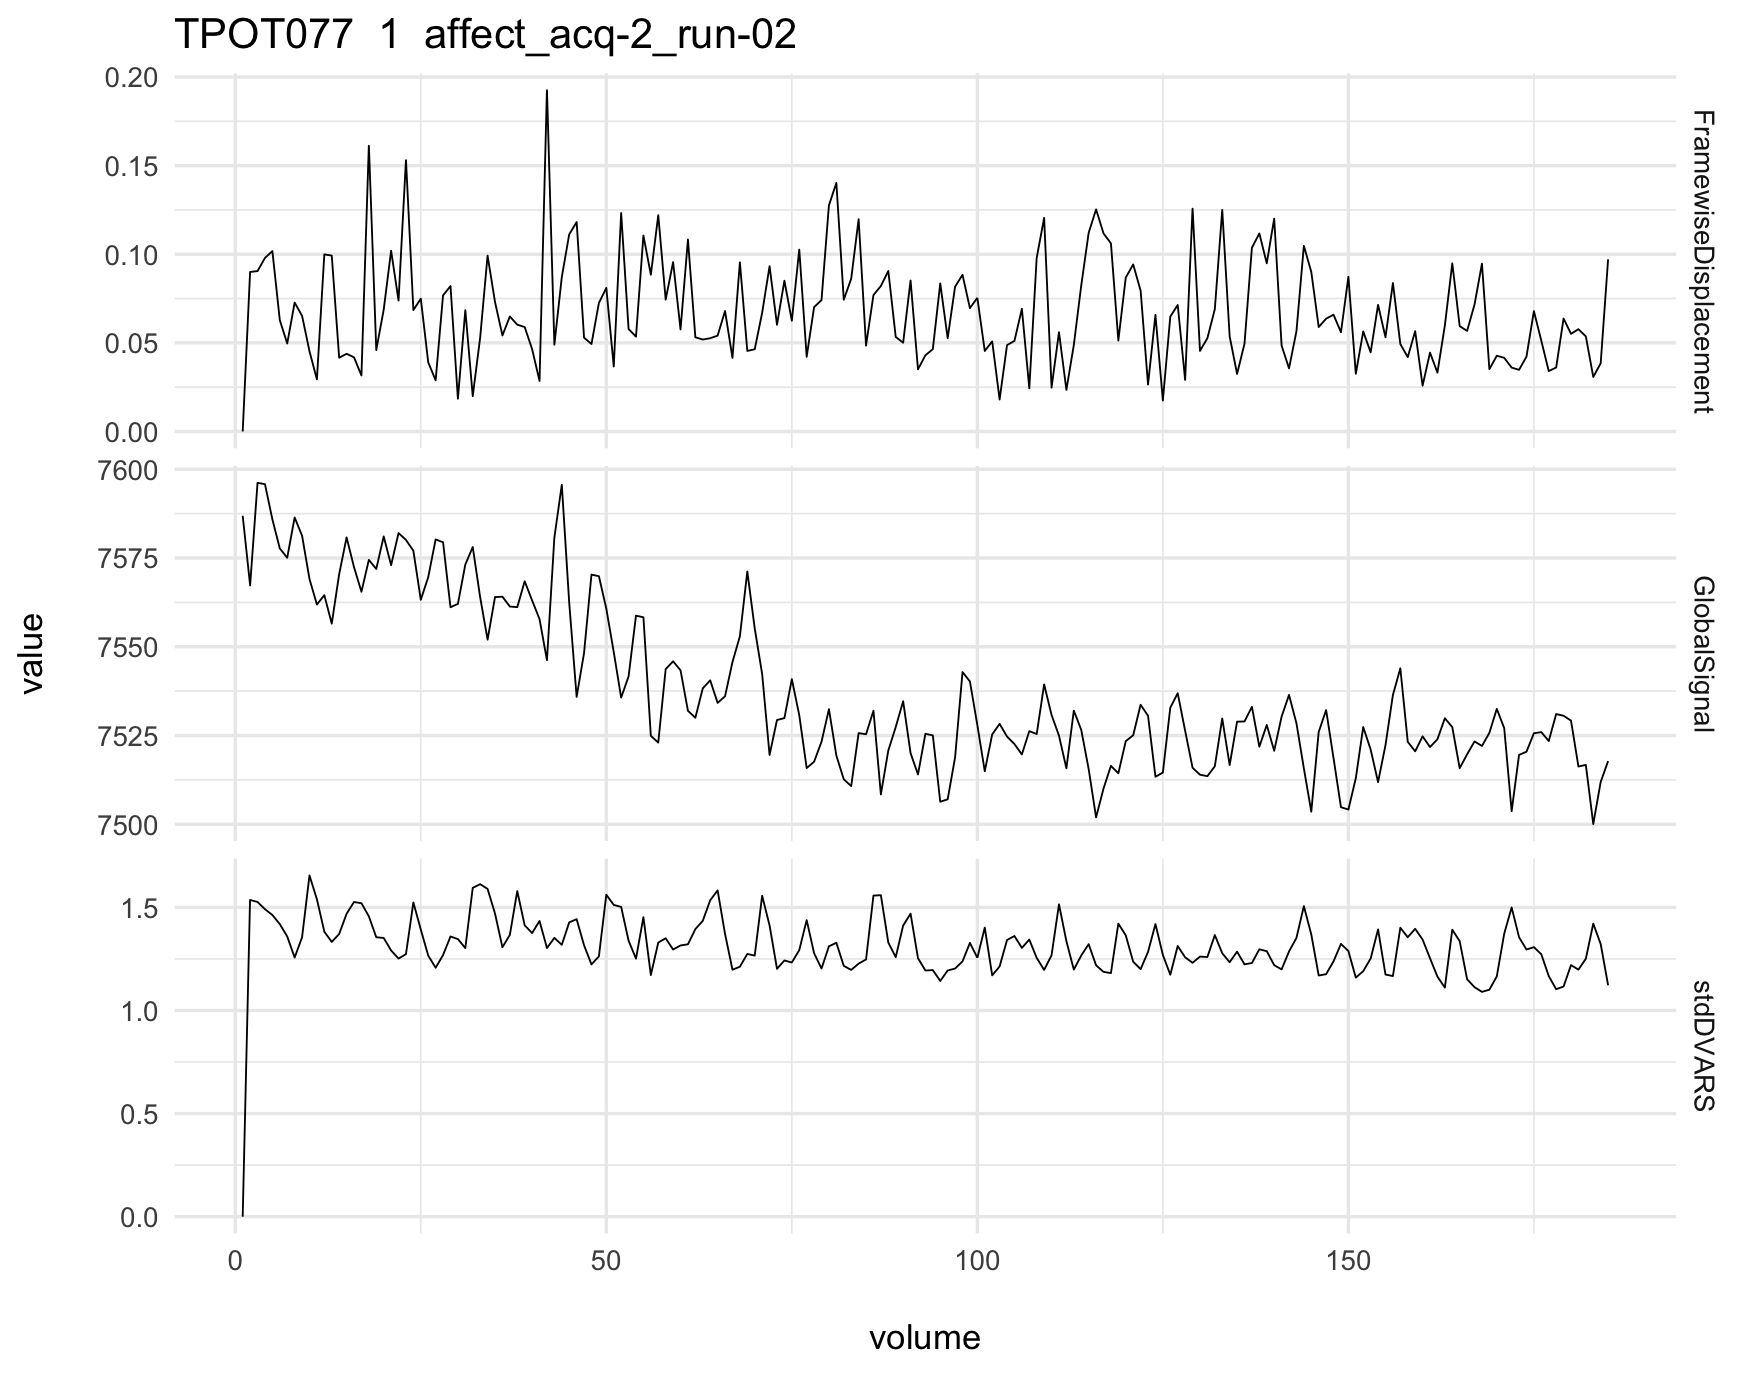 TPOT077 1 affect_acq-2_run-02
0.20
0.15
0.10
0.05
0.00
FramewiseDisplacement
7600
7575
7550
7525
7500
GlobalSignal
1.5
1.0
0.5
0.0
stdDVARS
value
0 50 100 150
volume